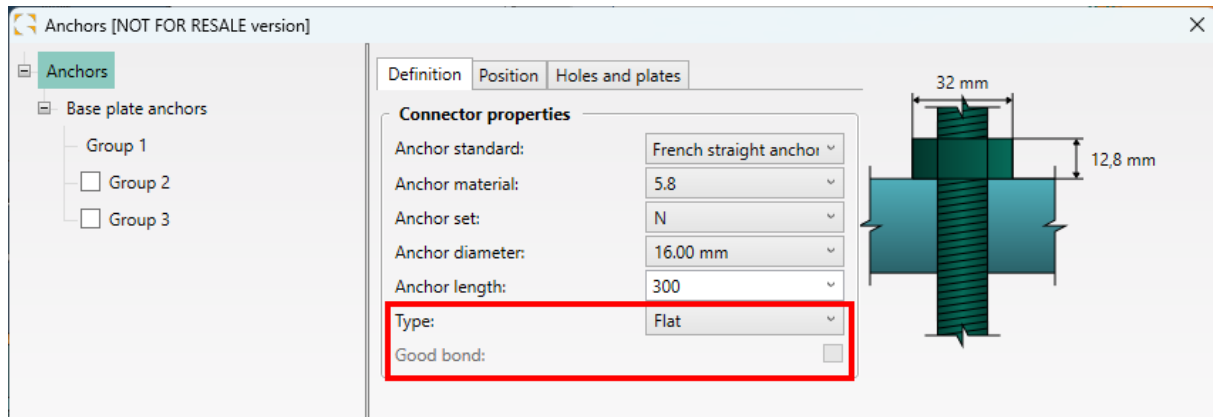 Anchors [NOT FOR RESALE version]
Anchors
Base plate anchors
Group 1
Group 2
Group 3
Definition Position Holes and plates
Connector properties
Anchor standard: French straight anchor
Anchor material: 5.8
Anchor set: N
Anchor diameter: 16.00 mm
Anchor length: 300
Type: Flat
Good bond:
32 mm
12,8 mm